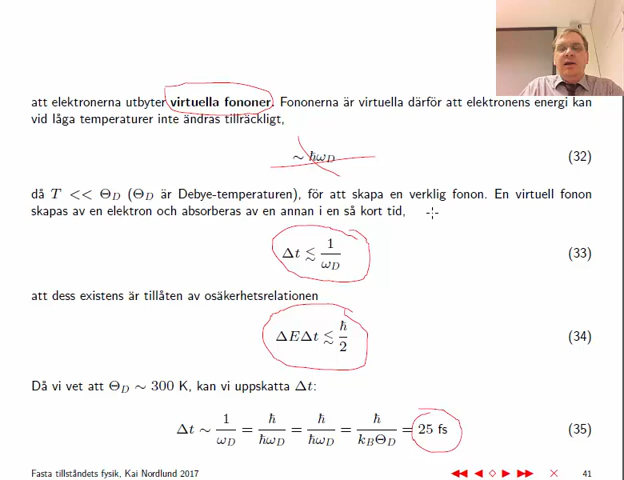 att elektronerna utbyter virtuella fononer. Fononerna är virtuella därför att elektronens energi kan
vid låga temperaturer inte ändras tillräckligt,
∼ ħω_D (32)
då T << Θ_D (Θ_D är Debye-temperaturen), för att skapa en verklig fonon. En virtuell fonon
skapas av en elektron och absorberas av en annan i en så kort tid,
Δt ≲ 1/ω_D (33)
att dess existens är tillåten av osäkerhetsrelationen
ΔEΔt ≲ ħ/2 (34)
Då vi vet att Θ_D ∼ 300 K, kan vi uppskatta Δt:
Δt ∼ 1/ω_D = ħ/ħω_D = ħ/ħω_D = ħ/k_BΘ_D = 25 fs (35)
Fasta tillståndets fysik, Kai Nordlund 2017 41